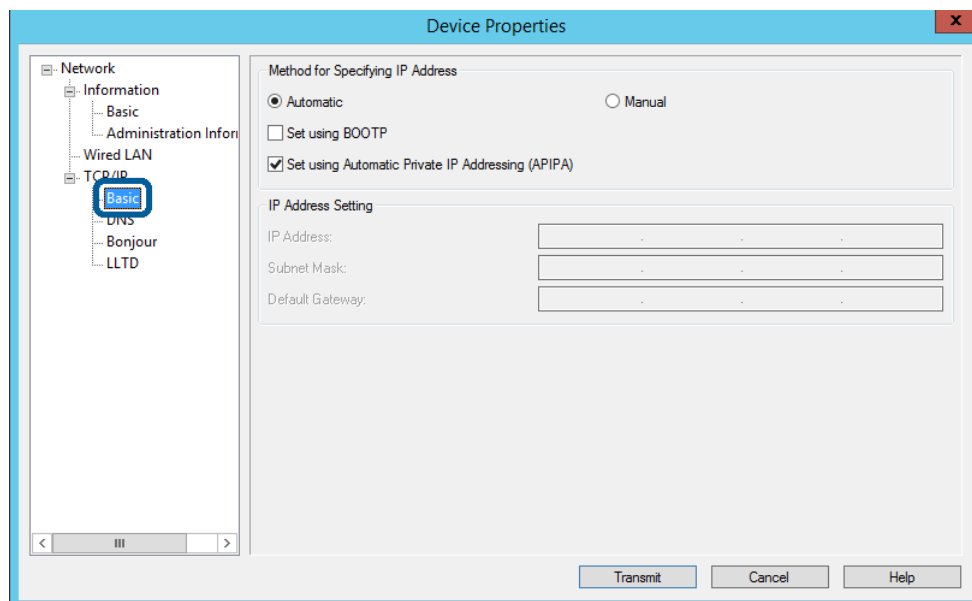 Device Properties
x
Network
Information
Basic
Administration Infor
Wired LAN
TCP/IP
Basic
DNS
Bonjour
LLTD
Method for Specifying IP Address
Automatic
Manual
Set using BOOTP
Set using Automatic Private IP Addressing (APIPA)
IP Address Setting
IP Address:
. . .
Subnet Mask:
. . .
Default Gateway:
. . .
Transmit
Cancel
Help